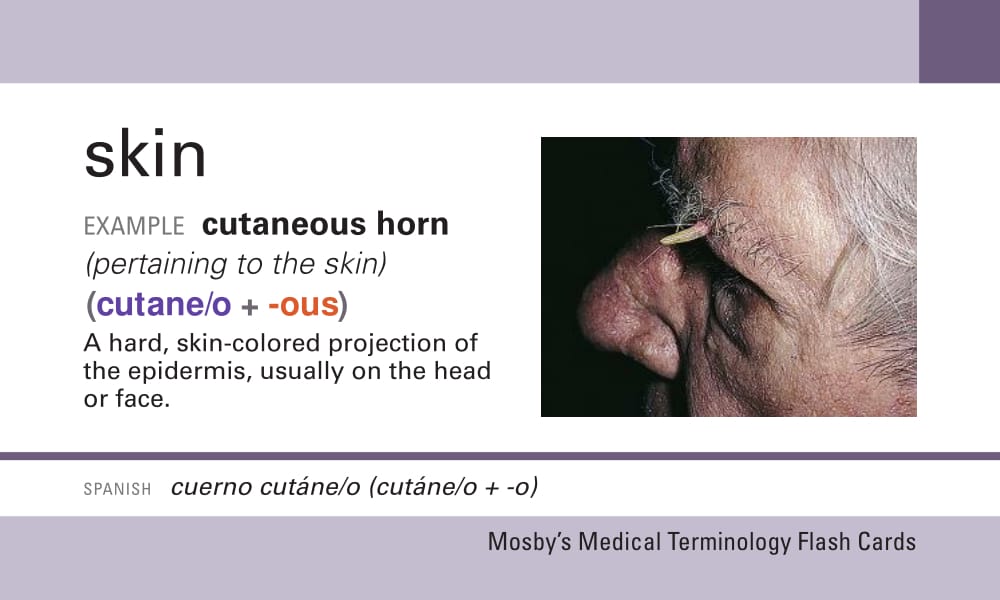 skin
EXAMPLE cutaneous horn
(pertaining to the skin)
(cutane/o + -ous)
A hard, skin-colored projection of
the epidermis, usually on the head
or face.
SPANISH cuerno cutáne/o (cutáne/o + -o)
Mosby's Medical Terminology Flash Cards